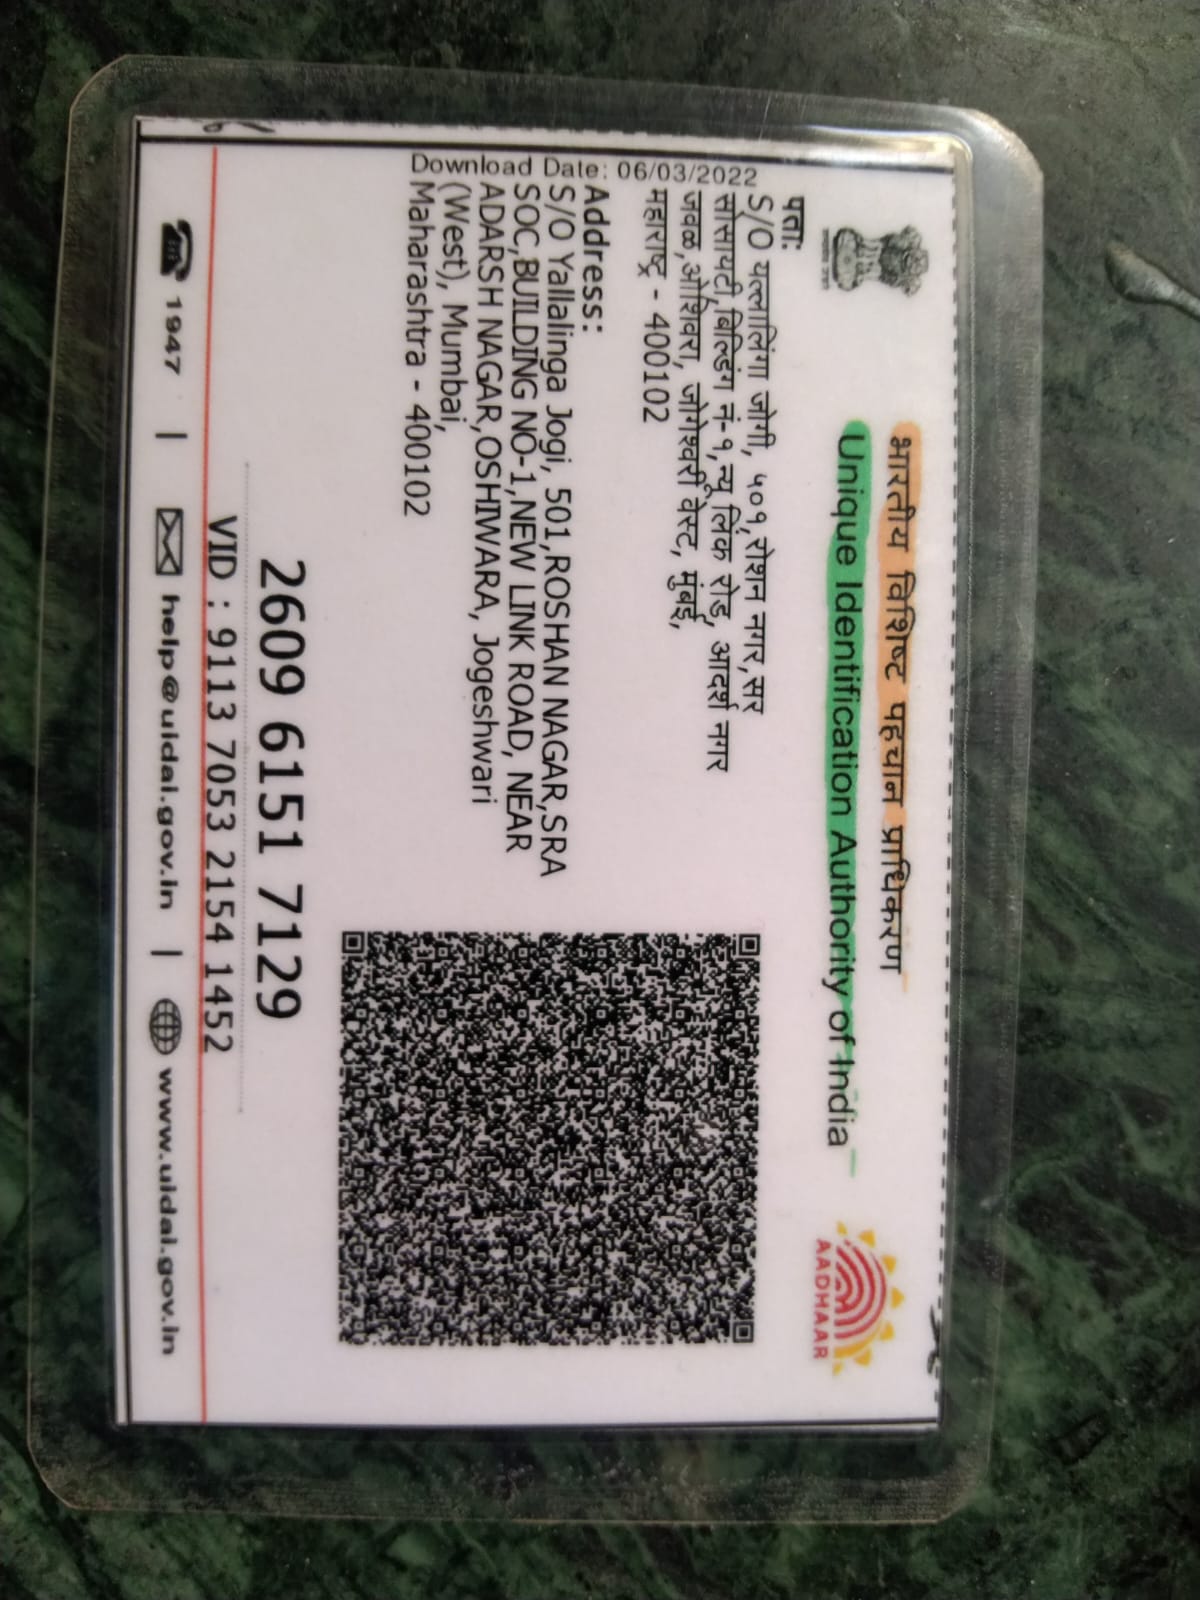 भारतीय विशिष्ट पहचान प्राधिकरण
Unique Identification Authority of India
AADHAAR
Download Date: 06/03/2022
पता:
S/O यल्लालिंगा जोगी, ५०१,रोशन नगर,सर
सोसायटी,बिल्डिंग नं-१,न्यु लिंक रोड, आदर्श नगर
जवळ,ओशिवरा, जोगेश्वरी वेस्ट, मुंबई,
महाराष्ट्र - 400102
Address:
S/O Yallalinga Jogi, 501,ROSHAN NAGAR,SRA
SOC,BUILDING NO-1,NEW LINK ROAD, NEAR
ADARSH NAGAR,OSHIWARA, Jogeshwari
(West), Mumbai,
Maharashtra - 400102
2609 6151 7129
VID : 9113 7053 2154 1452
1947 | help@uidai.gov.in | www.uidai.gov.in